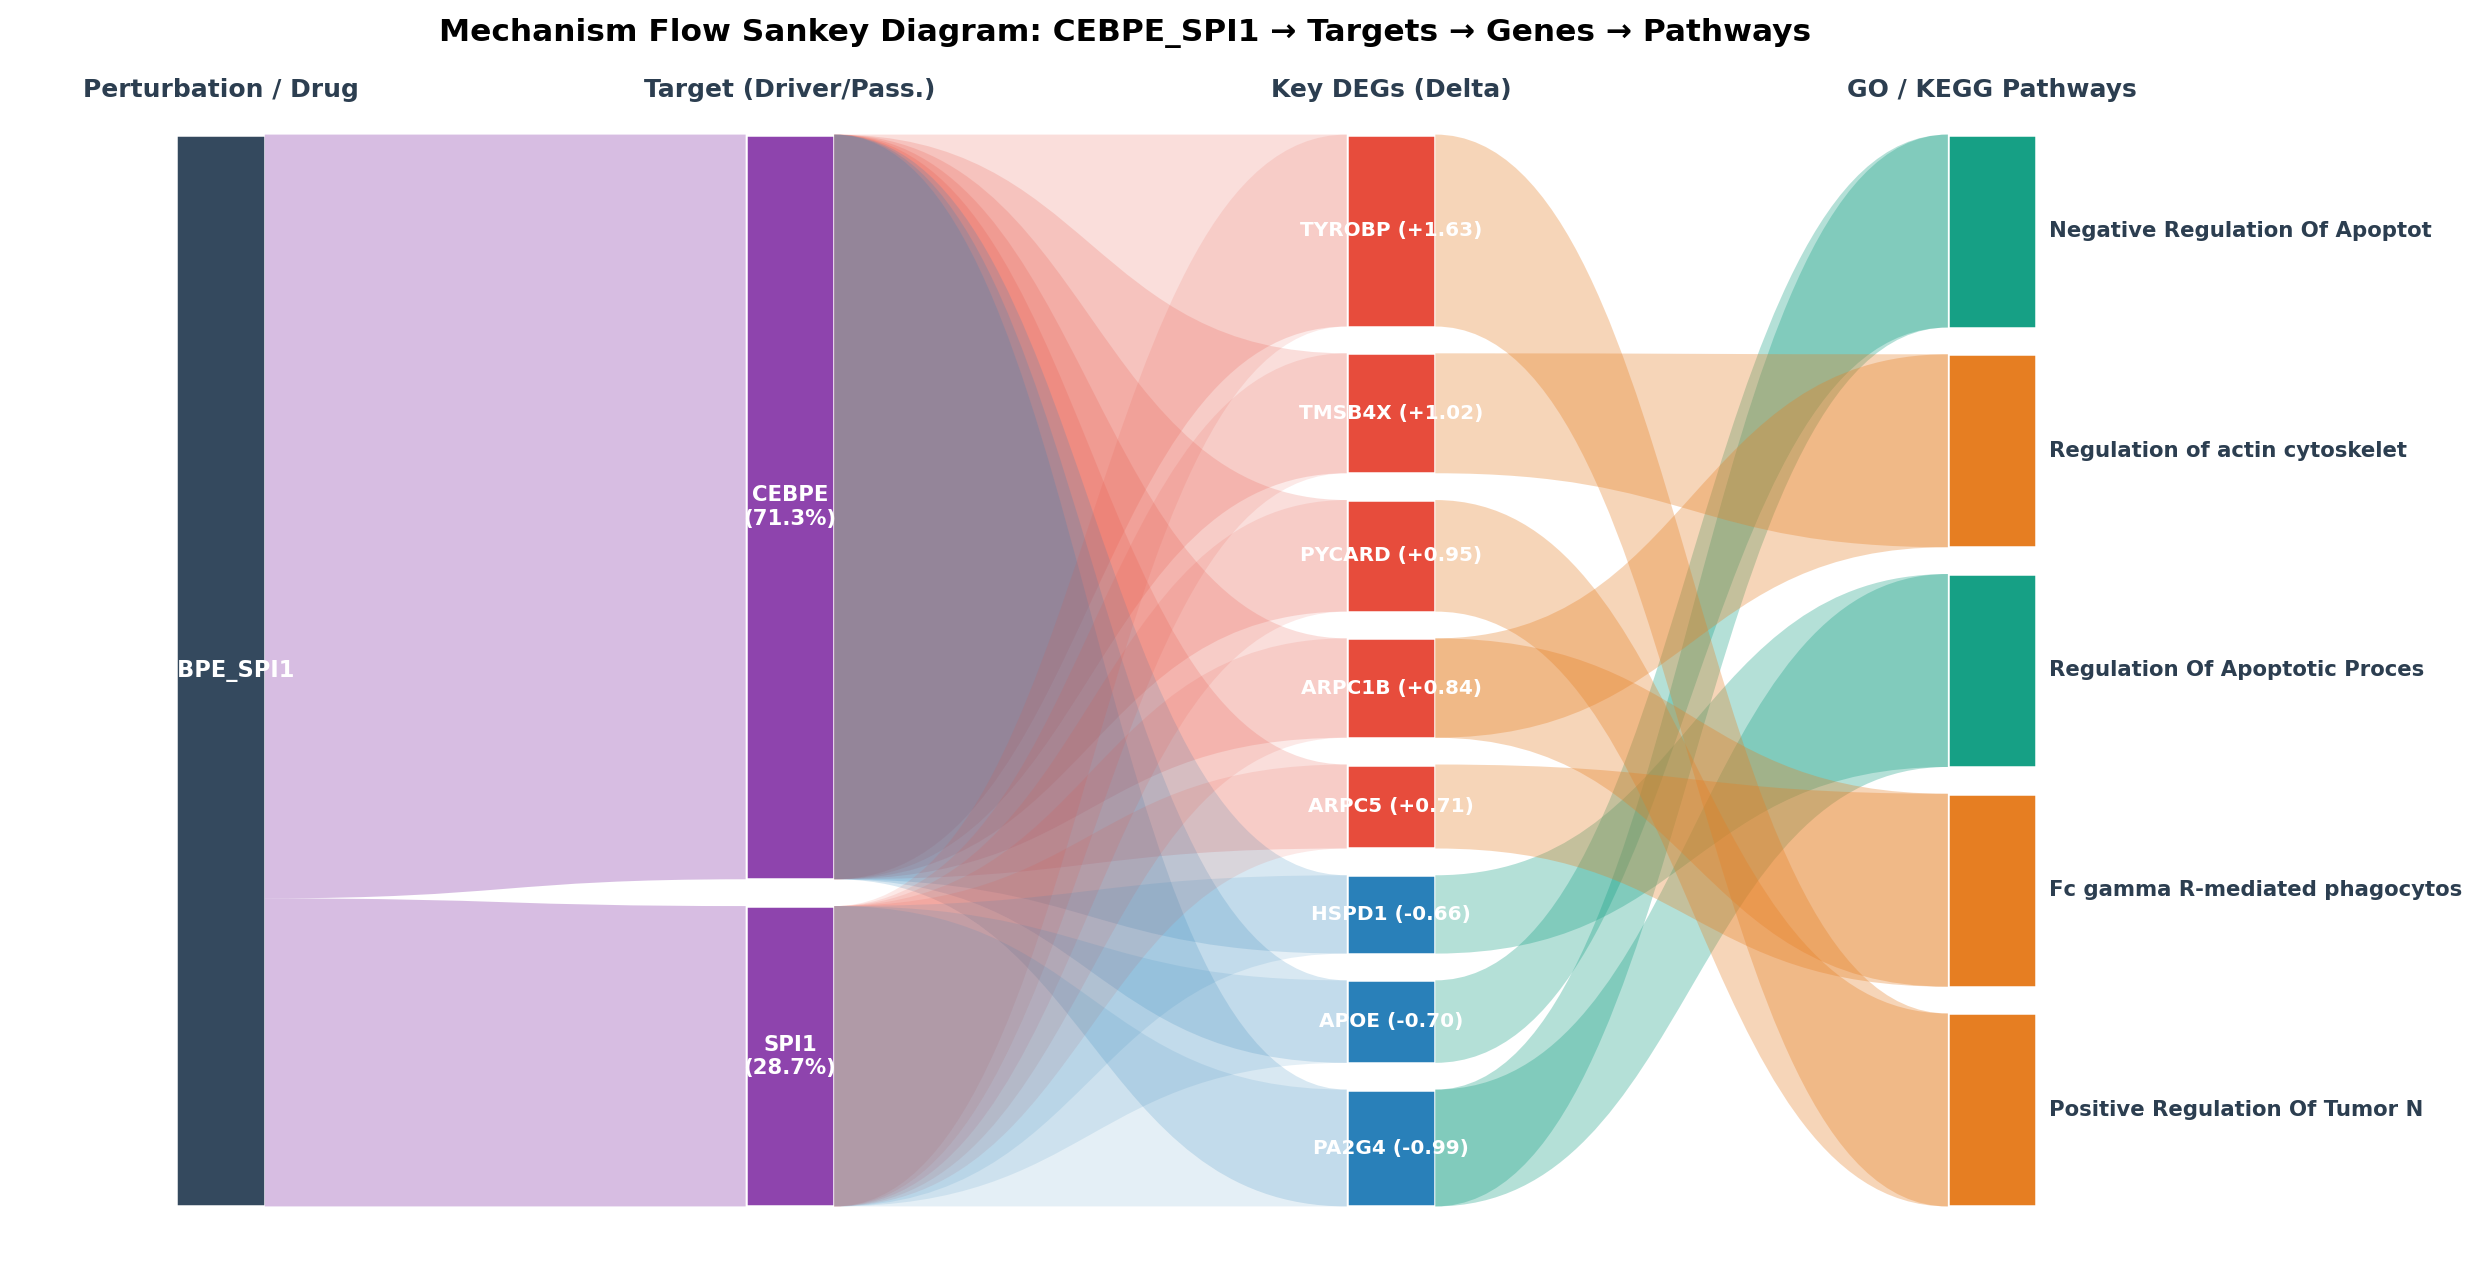 Mechanism Flow Sankey Diagram: CEBPE_SPI1 → Targets → Genes → Pathways
Perturbation / Drug
Target (Driver/Pass.)
Key DEGs (Delta)
GO / KEGG Pathways
BPE_SPI1
CEBPE
(71.3%)
SPI1
(28.7%)
TYROBP (+1.63)
TMSB4X (+1.02)
PYCARD (+0.95)
ARPC1B (+0.84)
ARPC5 (+0.71)
HSPD1 (-0.66)
APOE (-0.70)
PA2G4 (-0.99)
Negative Regulation Of Apoptot
Regulation of actin cytoskelet
Regulation Of Apoptotic Proces
Fc gamma R-mediated phagocytos
Positive Regulation Of Tumor N